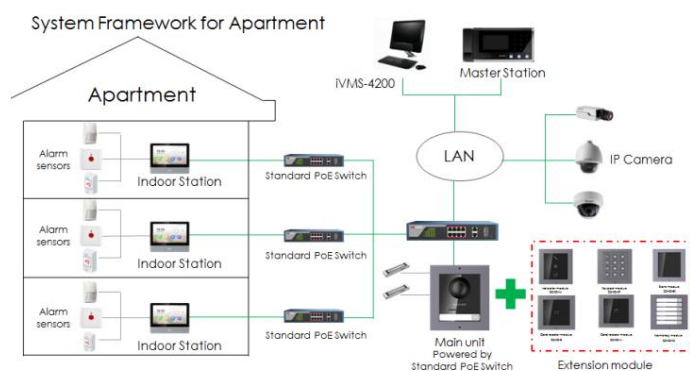 System Framework for Apartment
iVMS-4200
Master Station
Apartment
LAN
IP Camera
Alarm
sensors
Indoor Station
Standard PoE Switch
Alarm
sensors
Indoor Station
Standard PoE Switch
Alarm
sensors
Indoor Station
Standard PoE Switch
Main unit
Powered by
Standard PoE Switch
Extension module